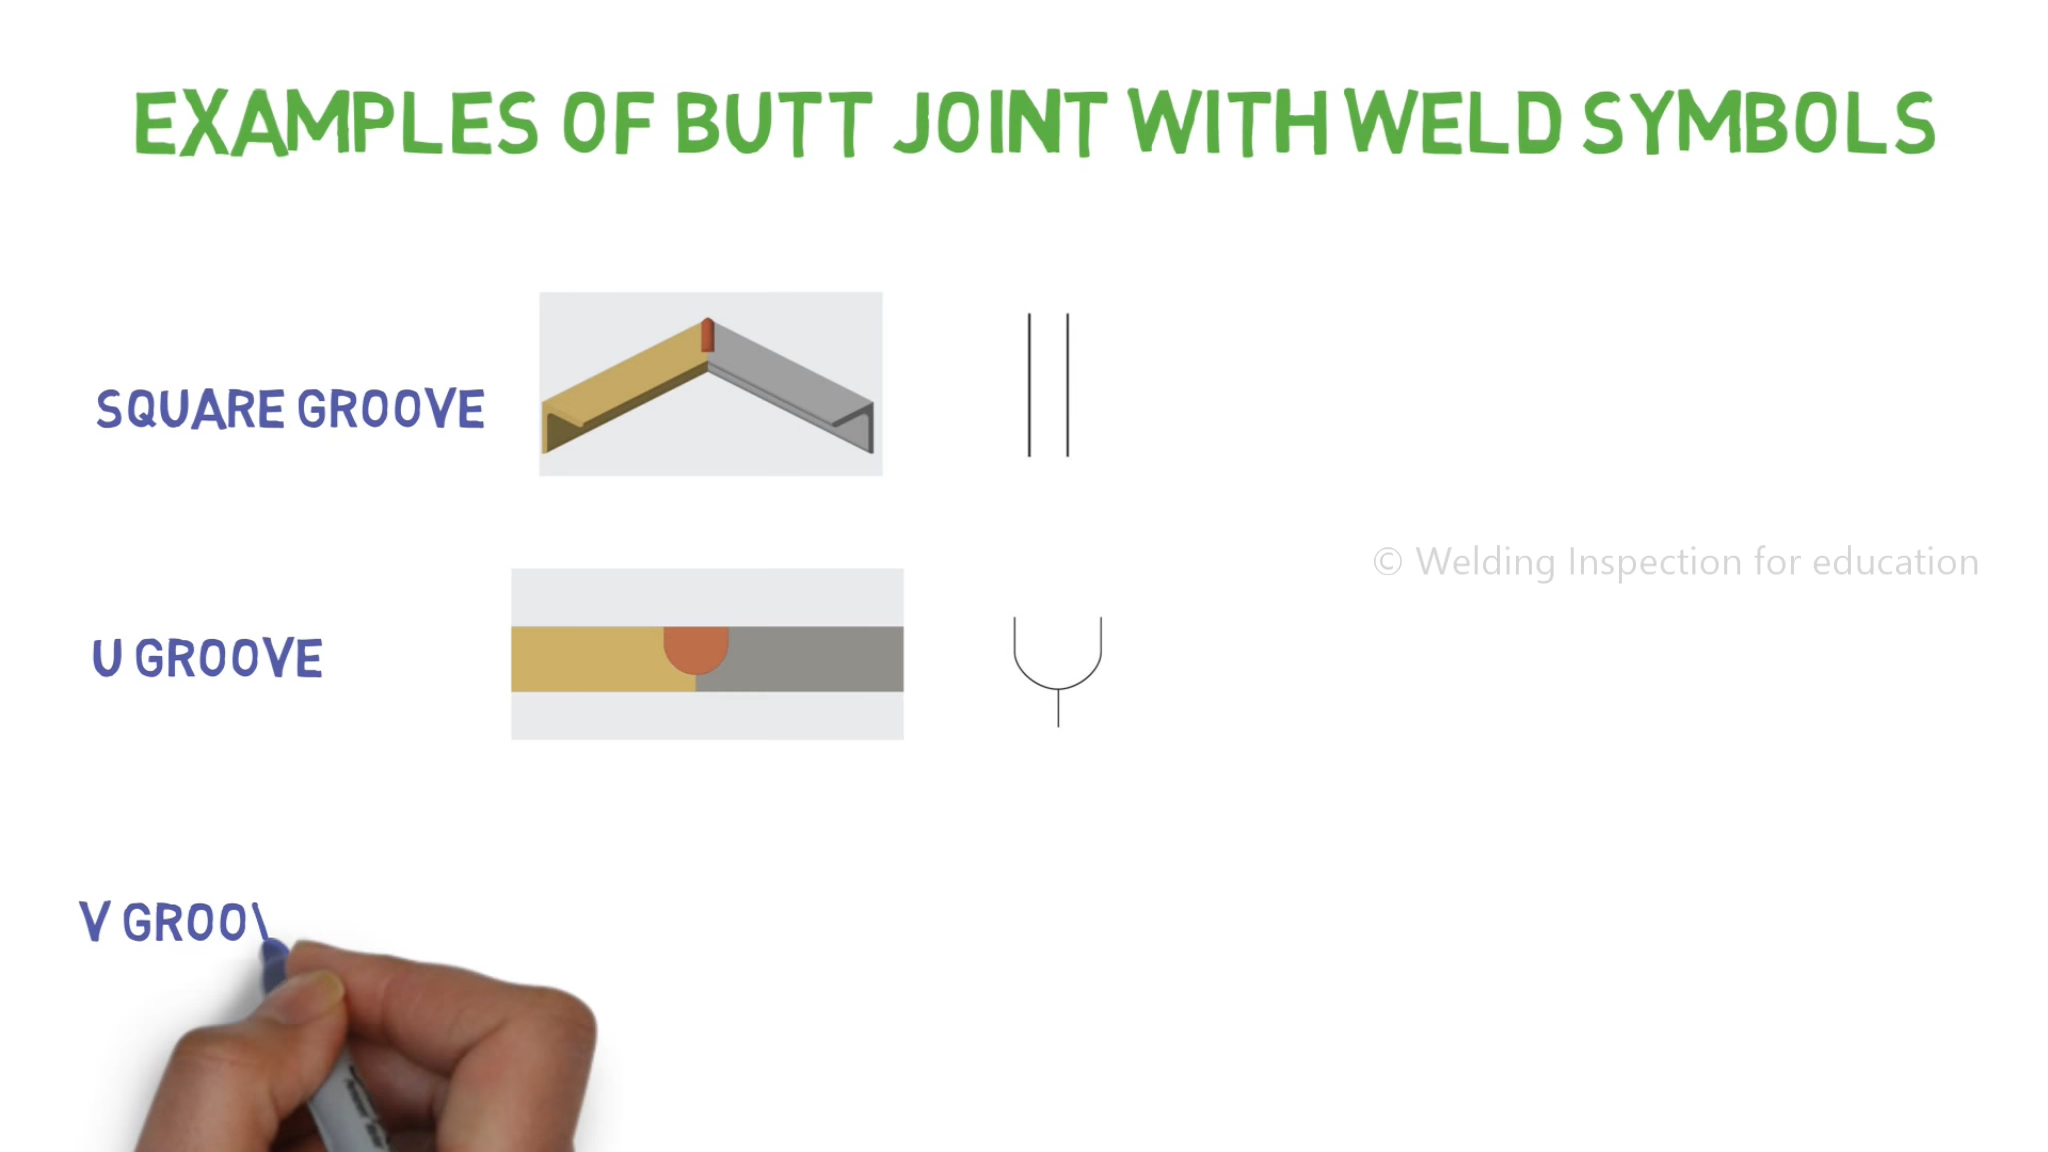 EXAMPLES OF BUTT JOINT WITH WELD SYMBOLS
SQUARE GROOVE
© Welding Inspection for education
U GROOVE
V GROO\